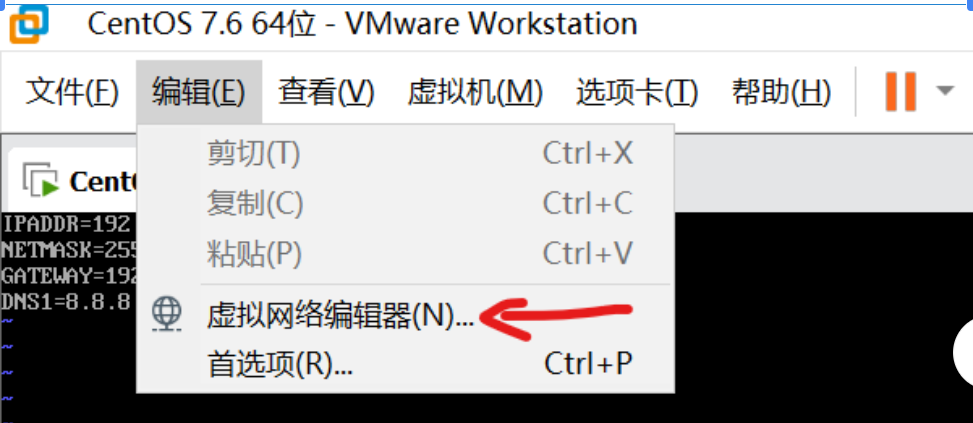 CentOS 7.6 64位 - VMware Workstation
文件(F) 编辑(E) 查看(V) 虚拟机(M) 选项卡(T) 帮助(H)
剪切(T) Ctrl+X
Cent
复制(C) Ctrl+C
IPADDR=192
NETMASK=255
粘贴(P) Ctrl+V
GATEWAY=192
DNS1=8.8.8
虚拟网络编辑器(N)...
~
~
首选项(R)... Ctrl+P
~
~